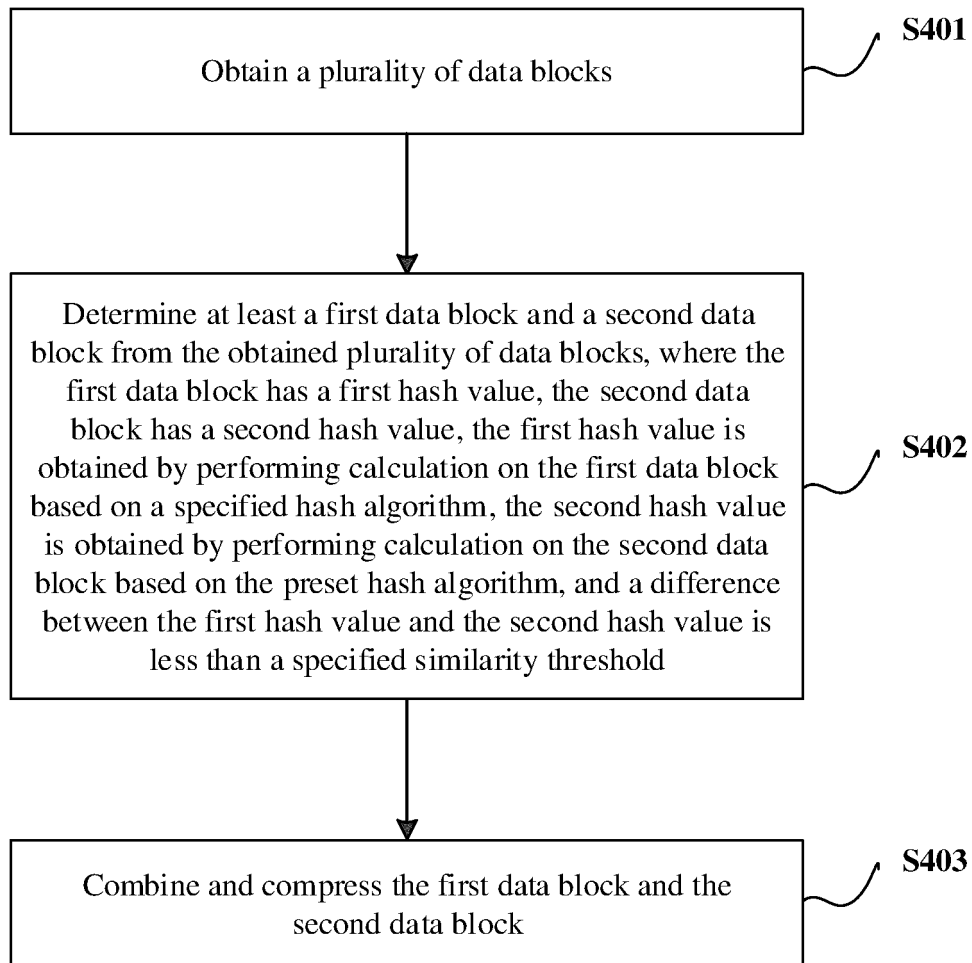 S401
Obtain a plurality of data blocks
Determine at least a first data block and a second data
block from the obtained plurality of data blocks, where the
first data block has a first hash value, the second data
block has a second hash value, the first hash value is
obtained by performing calculation on the first data block
based on a specified hash algorithm, the second hash value
is obtained by performing calculation on the second data
block based on the preset hash algorithm, and a difference
between the first hash value and the second hash value is
less than a specified similarity threshold
S402
Combine and compress the first data block and the
second data block
S403